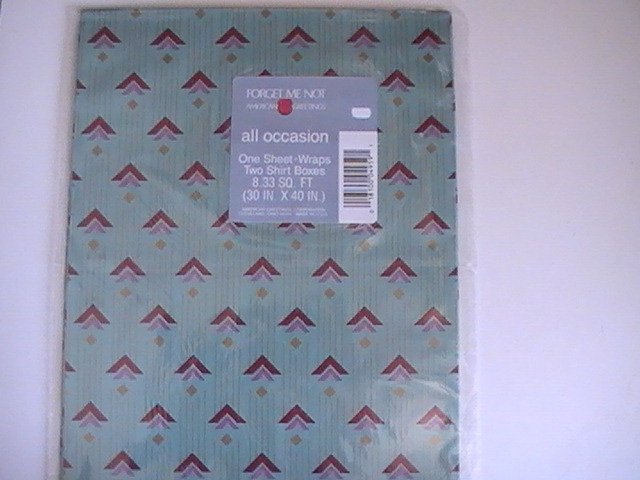 FORGET ME NOT
AMERICAN GREETINGS
all occasion
One Sheet-Wraps
Two Shirt Boxes
8.33 SQ. FT
(30 IN. X 40 IN.)